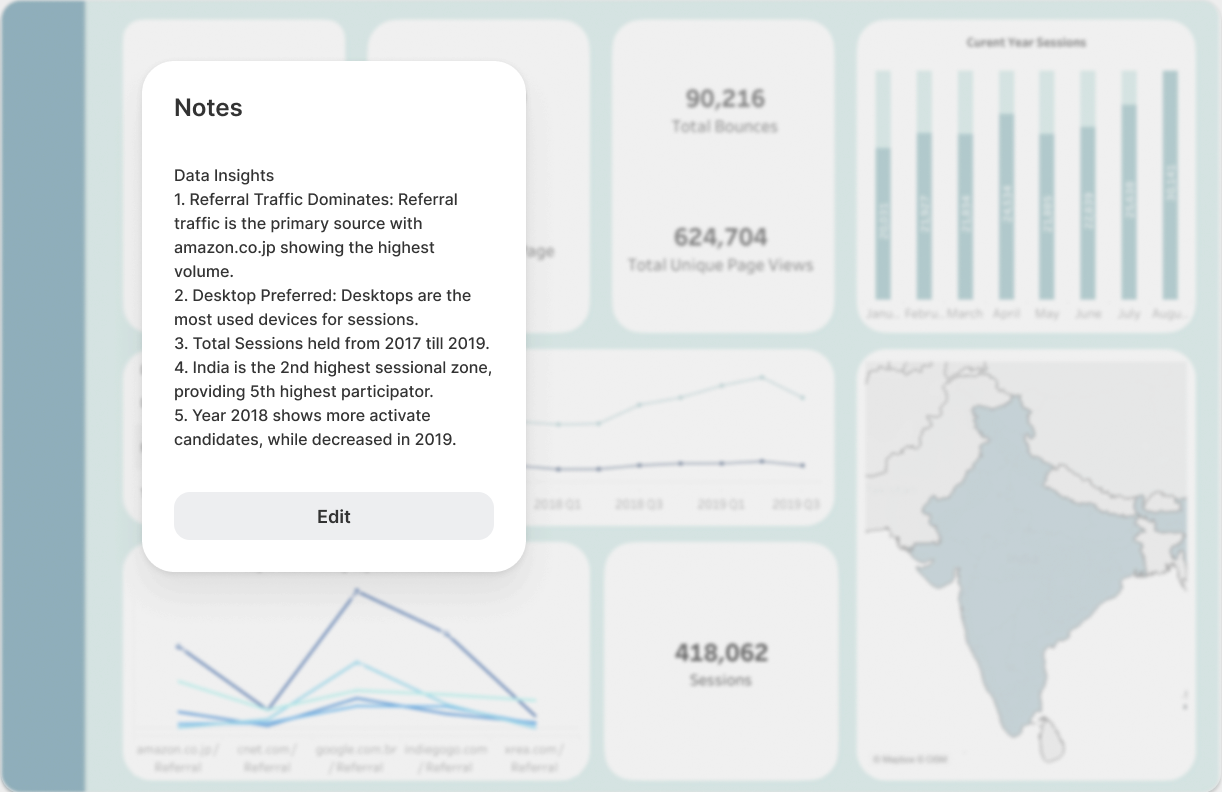 Notes
Data Insights
1. Referral Traffic Dominates: Referral
traffic is the primary source with
amazon.co.jp showing the highest
volume.
2. Desktop Preferred: Desktops are the
most used devices for sessions.
3. Total Sessions held from 2017 till 2019.
4. India is the 2nd highest sessional zone,
providing 5th highest participator.
5. Year 2018 shows more activate
candidates, while decreased in 2019.
Edit
90,216
Total Bounces
624,704
Total Unique Page Views
Curent Year Sessions
Janu.. Febru.. March April May June July Augu..
2018 Q1 2018 Q3 2019 Q1 2019 Q3
amazon.co.jp / cnet.com / google.com.br indiegogo.com xrea.com /
Referral Referral / Referral / Referral Referral
418,062
Sessions
© Mapbox © OSM